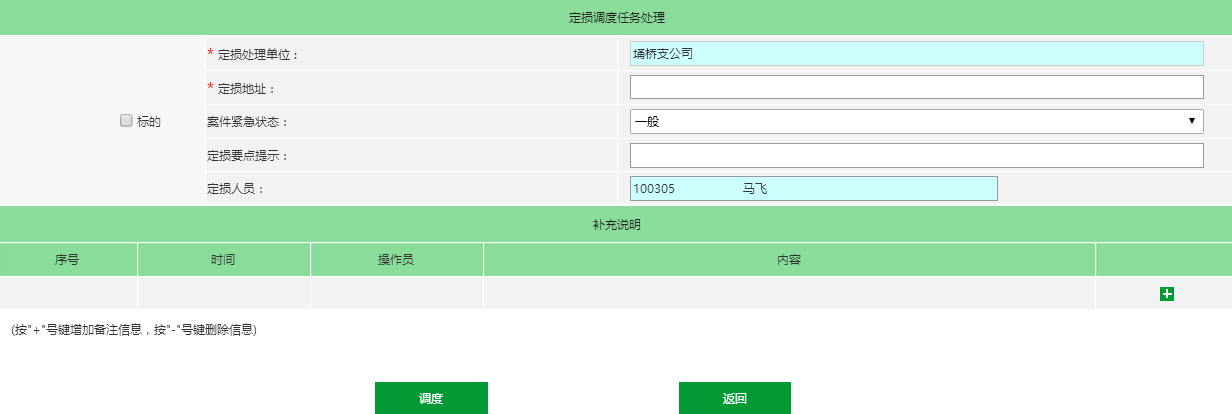 定损调度任务处理
* 定损处理单位：
埇桥支公司
* 定损地址：
标的
案件紧急状态：
一般
定损要点提示：
定损人员：
100305 马飞
补充说明
序号 时间 操作员 内容
(按"+"号键增加备注信息，按"-"号键删除信息)
调度 返回